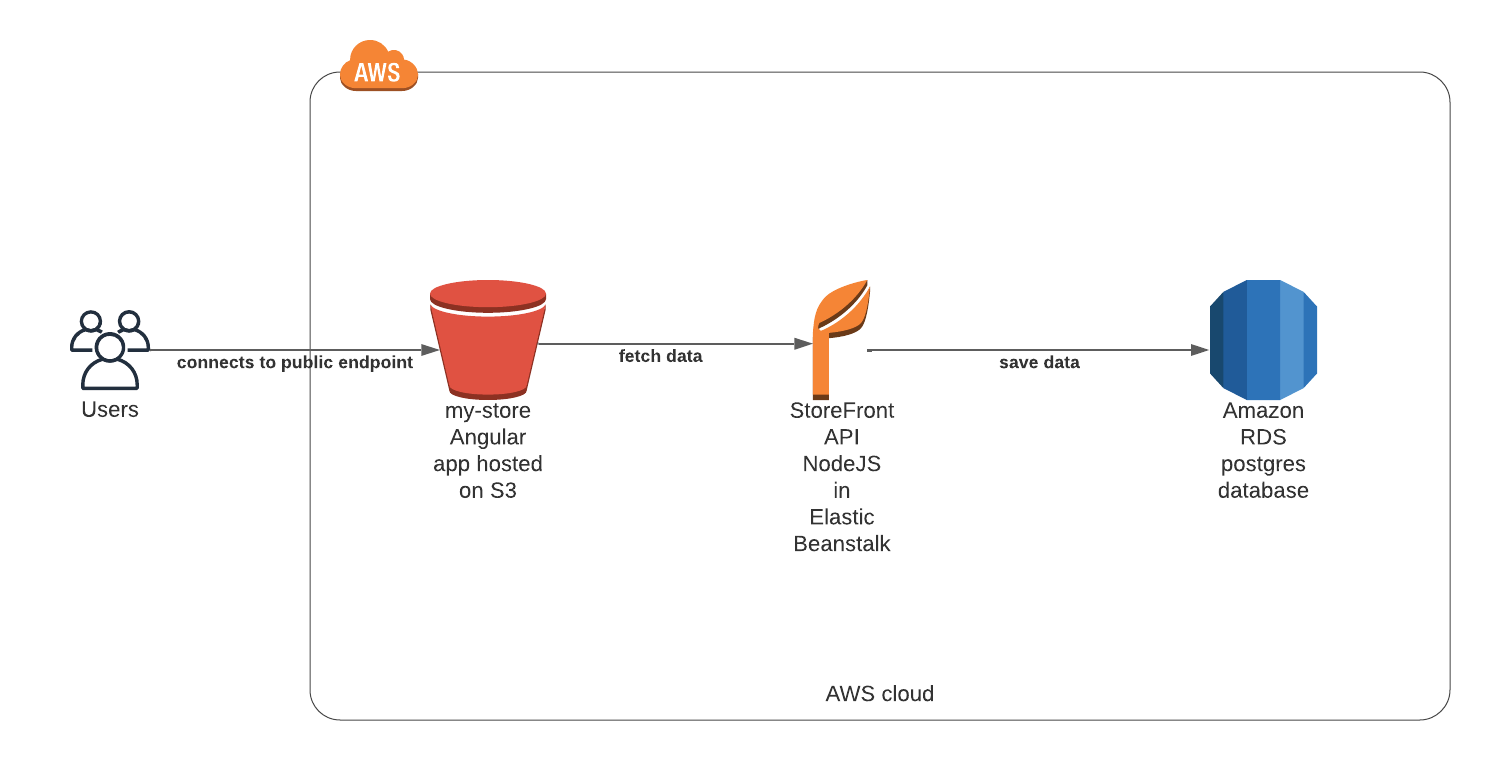 AWS
connects to public endpoint
fetch data
save data
Users
my-store
Angular
app hosted
on S3
StoreFront
API
NodeJS
in
Elastic
Beanstalk
Amazon
RDS
postgres
database
AWS cloud